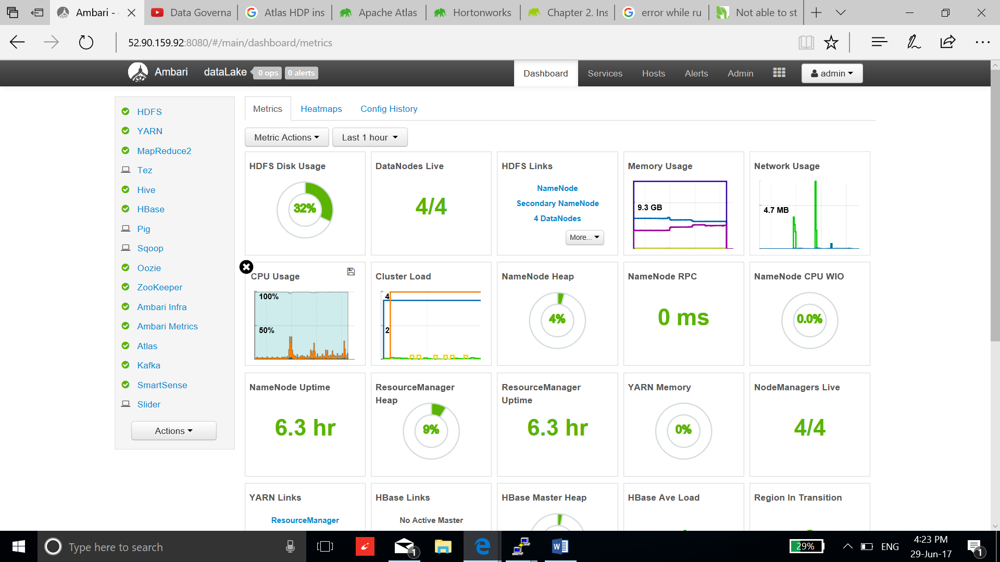 Ambari -
Data Governa
Atlas HDP ins
Apache Atlas
Hortonworks
Chapter 2. Ins
error while ru
Not able to st
52.90.159.92:8080/#/main/dashboard/metrics
Ambari
dataLake
0 ops
0 alerts
Dashboard
Services
Hosts
Alerts
Admin
admin
HDFS
YARN
MapReduce2
Tez
Hive
HBase
Pig
Sqoop
Oozie
ZooKeeper
Ambari Infra
Ambari Metrics
Atlas
Kafka
SmartSense
Slider
Actions
Metrics
Heatmaps
Config History
Metric Actions
Last 1 hour
HDFS Disk Usage
32%
DataNodes Live
4/4
HDFS Links
NameNode
Secondary NameNode
4 DataNodes
More...
Memory Usage
9.3 GB
Network Usage
4.7 MB
CPU Usage
100%
50%
Cluster Load
4
2
NameNode Heap
4%
NameNode RPC
0 ms
NameNode CPU WIO
0.0%
NameNode Uptime
6.3 hr
ResourceManager
Heap
9%
ResourceManager
Uptime
6.3 hr
YARN Memory
0%
NodeManagers Live
4/4
YARN Links
ResourceManager
HBase Links
No Active Master
HBase Master Heap
HBase Ave Load
Region In Transition
Type here to search
1
29%
ENG
4:23 PM
29-Jun-17
1